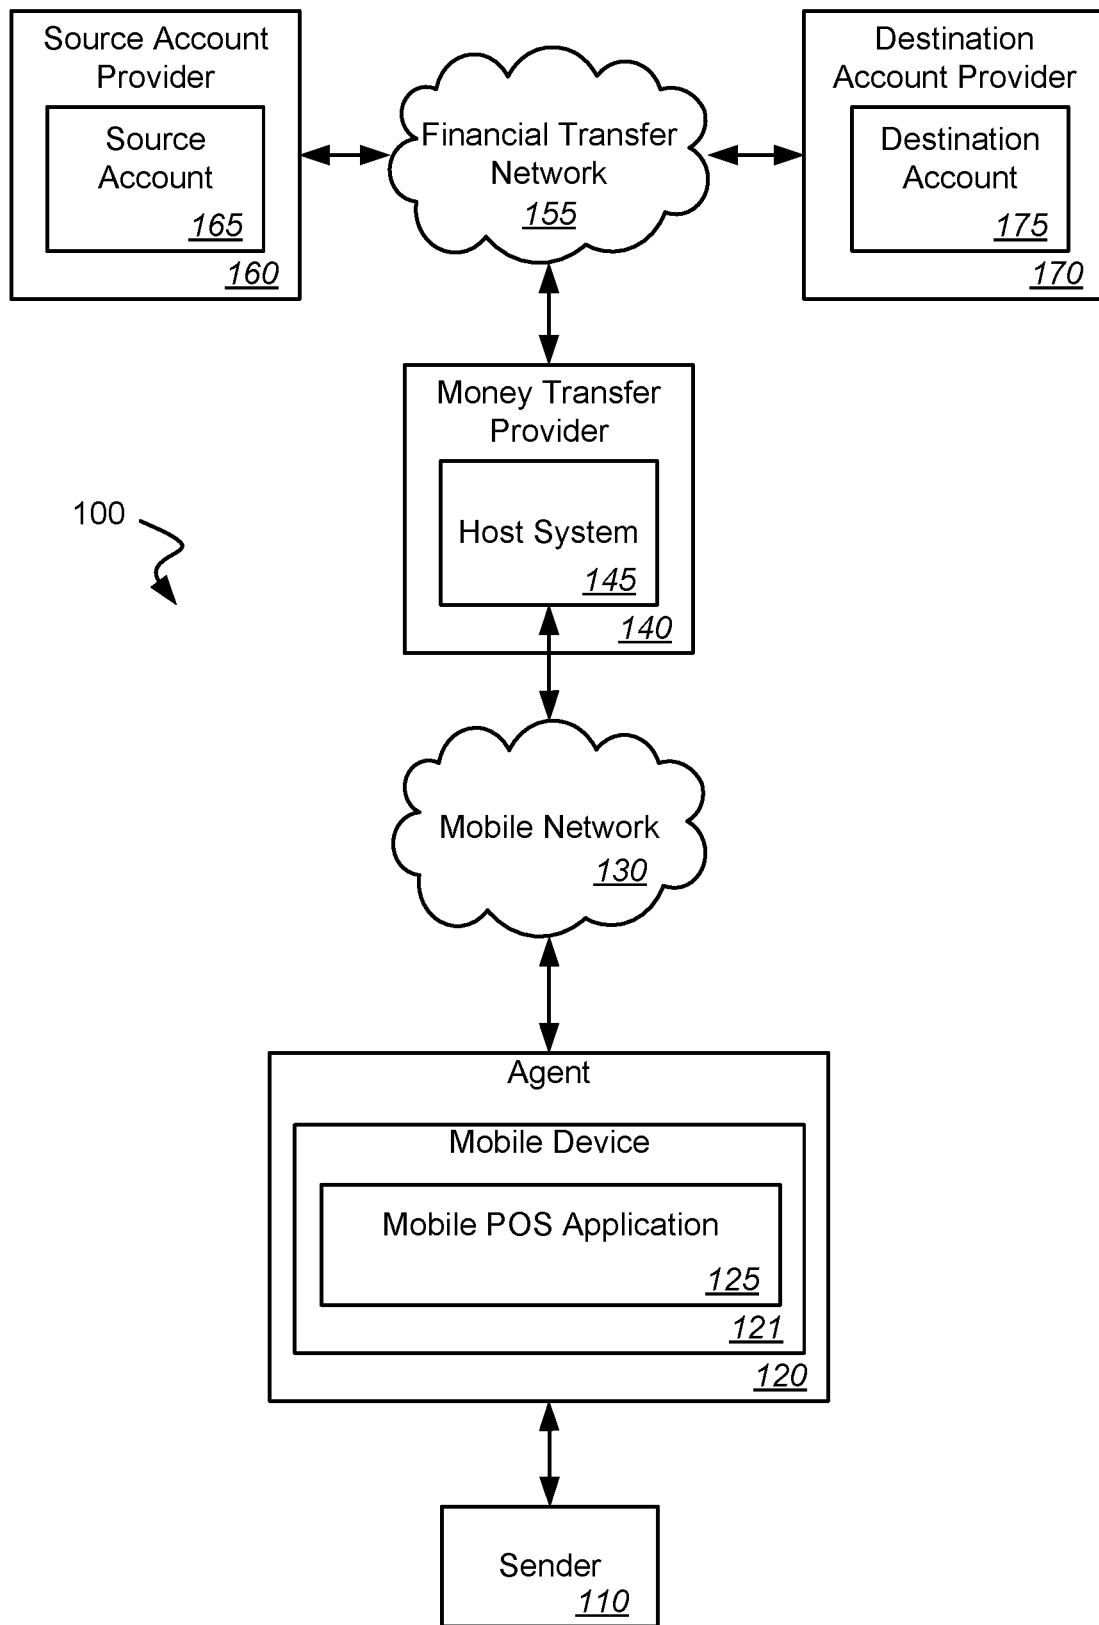 Source Account
Provider
Source
Account
165
160
Financial Transfer
Network
155
Destination
Account Provider
Destination
Account
175
170
Money Transfer
Provider
Host System
145
140
100
Mobile Network
130
Agent
Mobile Device
Mobile POS Application
125
121
120
Sender
110